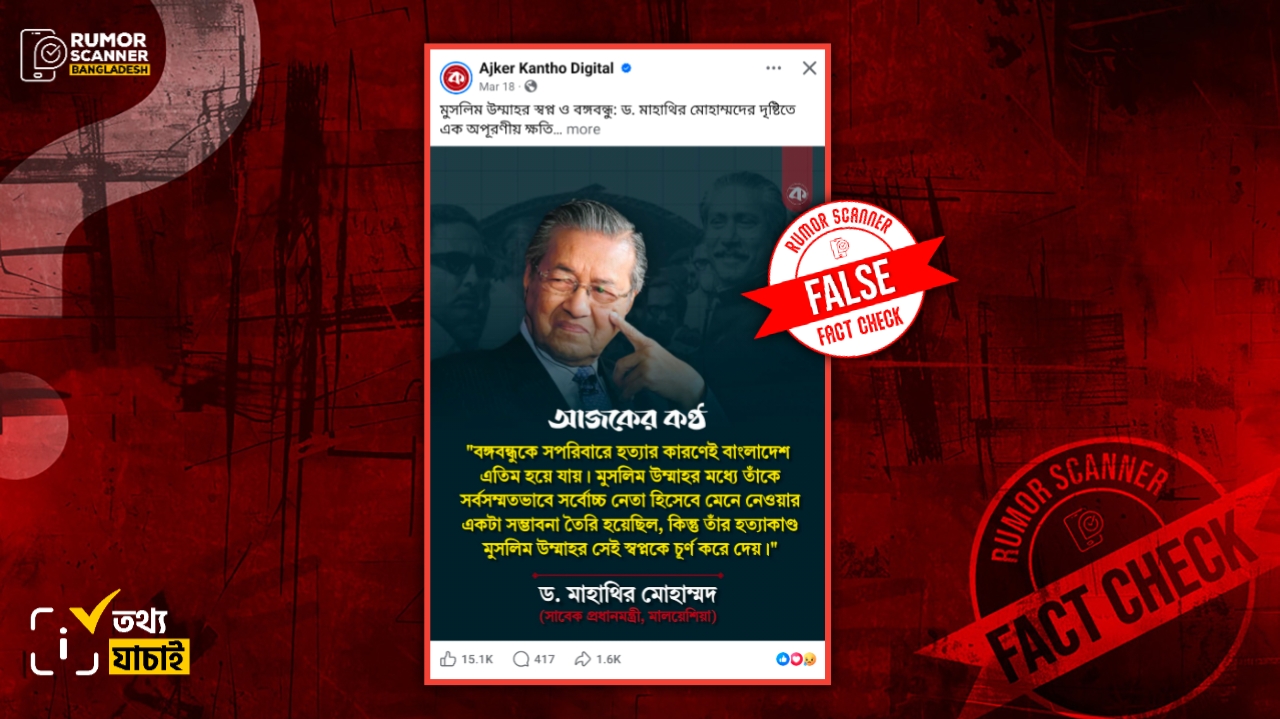 RUMOR
SCANNER
BANGLADESH
Ajker Kantho Digital
Mar 18
মুসলিম উম্মাহর স্বপ্ন ও বঙ্গবন্ধু: ড. মাহাথির মোহাম্মদের দৃষ্টিতে
এক অপূরণীয় ক্ষতি... more
ক
RUMOR SCANNER
FALSE
FACT CHECK
আজকের কণ্ঠ
"বঙ্গবন্ধুকে সপরিবারে হত্যার কারণেই বাংলাদেশ
এতিম হয়ে যায়। মুসলিম উম্মাহর মধ্যে তাঁকে
সর্বসম্মতভাবে সর্বোচ্চ নেতা হিসেবে মেনে নেওয়ার
একটা সম্ভাবনা তৈরি হয়েছিল, কিন্তু তাঁর হত্যাকাণ্ড
মুসলিম উম্মাহর সেই স্বপ্নকে চূর্ণ করে দেয়।"
ড. মাহাথির মোহাম্মদ
(সাবেক প্রধানমন্ত্রী, মালয়েশিয়া)
15.1K 417 1.6K
তথ্য
যাচাই
RUMOR SCANNER
FACT CHECK